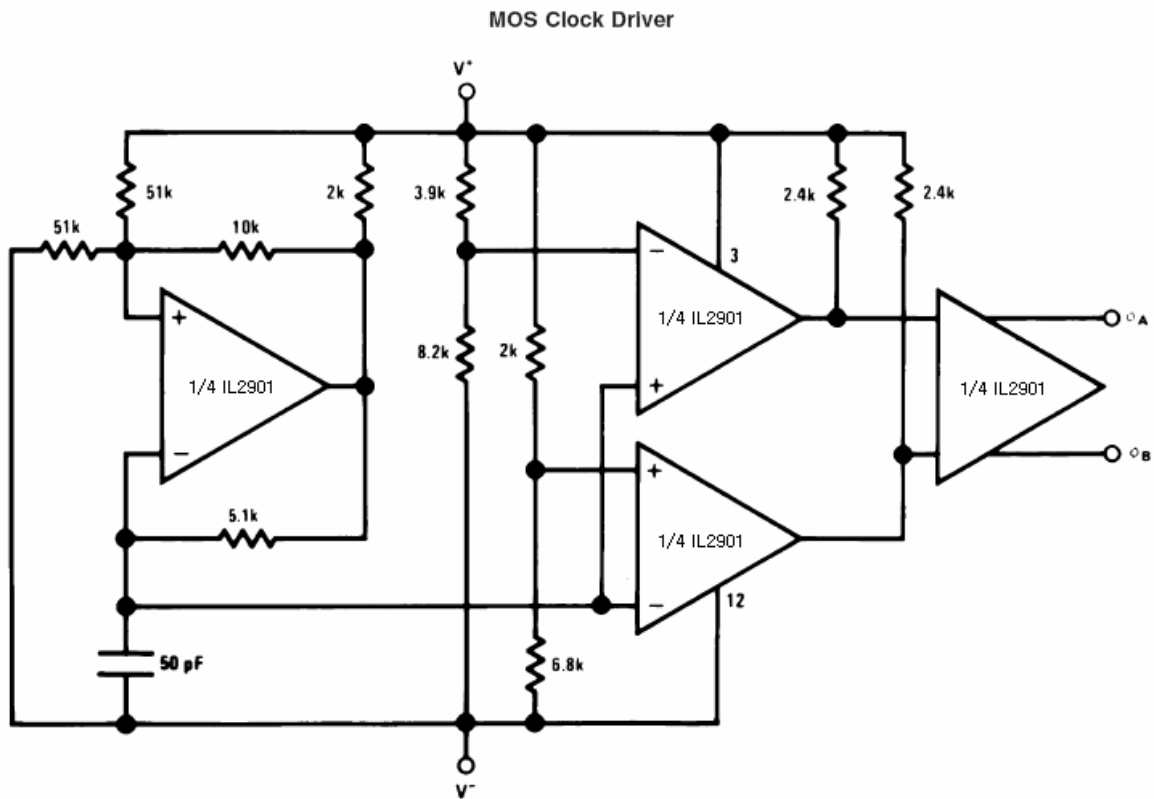 MOS Clock Driver
V+
51k
2k
3.9k
2.4k
2.4k
51k
10k
−
3
+
1/4 IL2901
φA
1/4 IL2901
8.2k
2k
1/4 IL2901
+
−
+
φB
5.1k
1/4 IL2901
−
12
50 pF
6.8k
V−